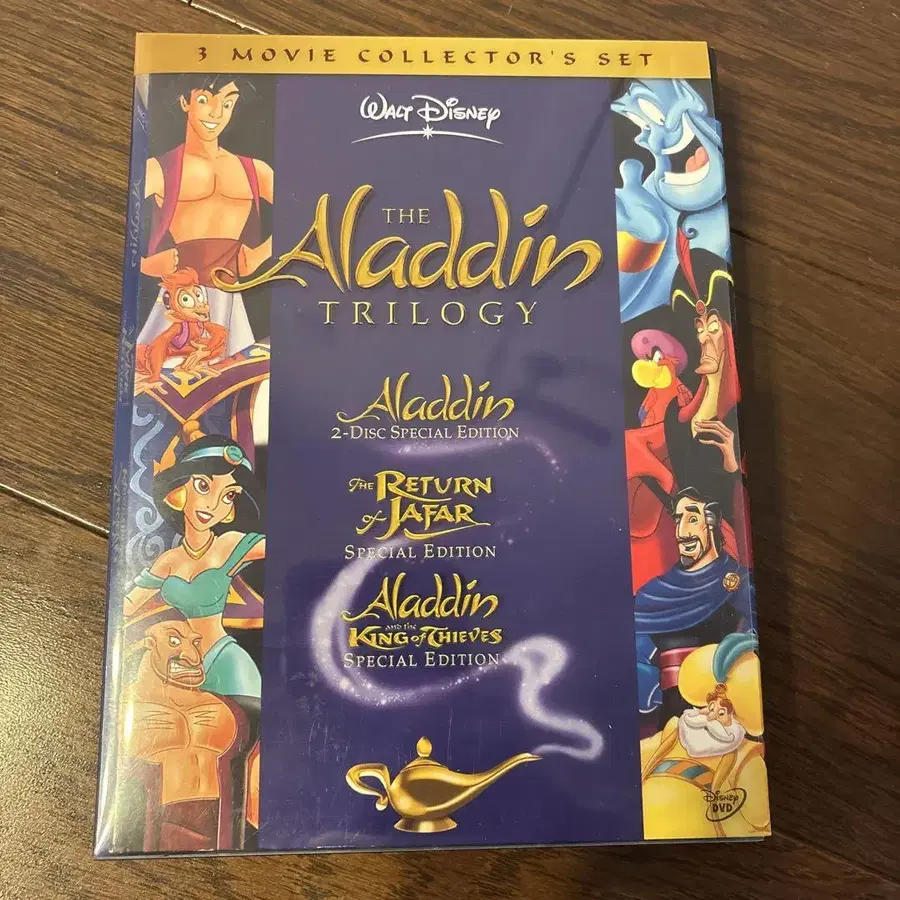 3 MOVIE COLLECTOR'S SET
WALT DISNEY
THE
Aladdin
TRILOGY
Aladdin
2-DISC SPECIAL EDITION
THE RETURN
of JAFAR
SPECIAL EDITION
Aladdin
and the
KING of THIEVES
SPECIAL EDITION
DISNEY
DVD